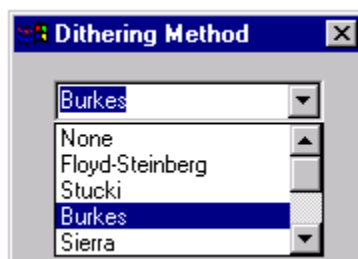 Dithering Method
Burkes
None
Floyd-Steinberg
Stucki
Burkes
Sierra